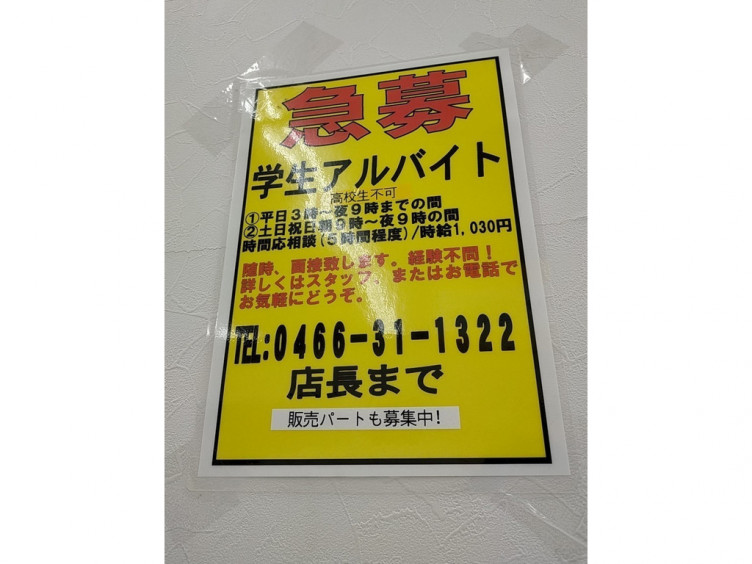 急募
学生アルバイト
高校生不可
①平日3時～夜9時までの間
②土日祝日朝9時～夜9時の間
時間応相談(5時間程度)/時給1,030円
随時、面接致します。経験不問！
詳しくはスタッフ、またはお電話で
お気軽にどうぞ。
TEL:0466-31-1322
店長まで
販売パートも募集中!